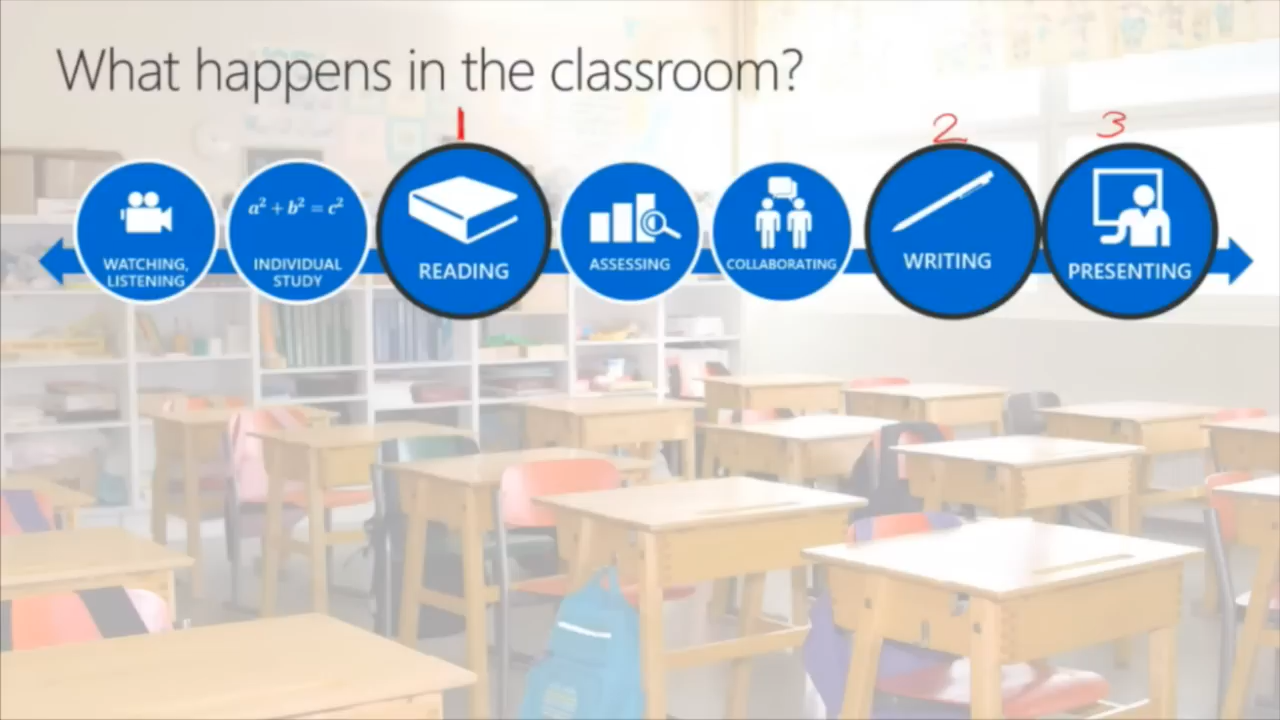 What happens in the classroom?
1 2 3
a² + b² = c²
WATCHING,
LISTENING
INDIVIDUAL
STUDY
READING
ASSESSING
COLLABORATING
WRITING
PRESENTING